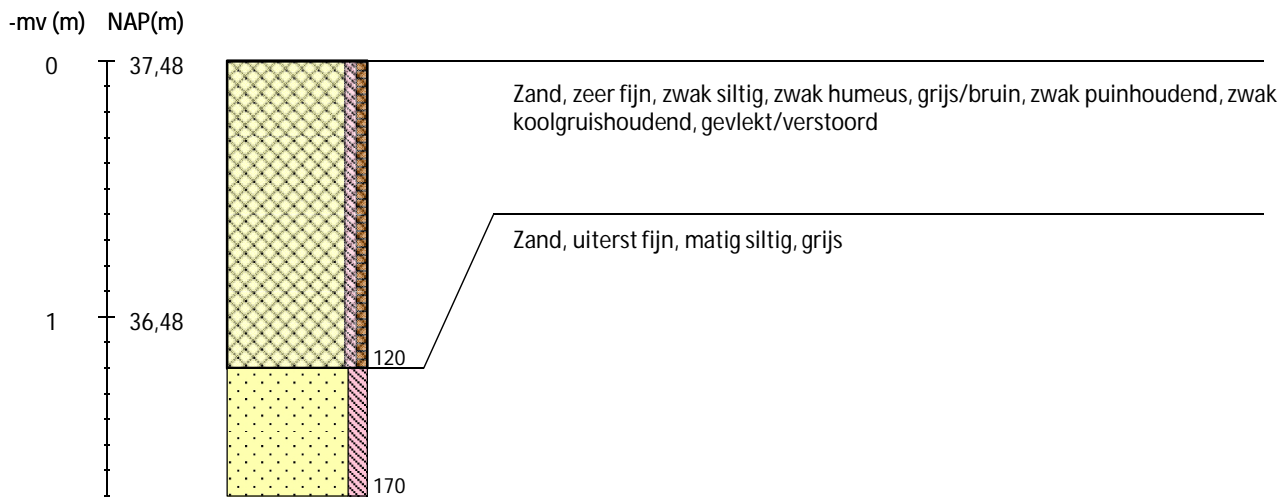 -mv (m) NAP(m)
0 37,48
Zand, zeer fijn, zwak siltig, zwak humeus, grijs/bruin, zwak puinhoudend, zwak
koolgruishoudend, gevlekt/verstoord
Zand, uiterst fijn, matig siltig, grijs
1 36,48
120
170